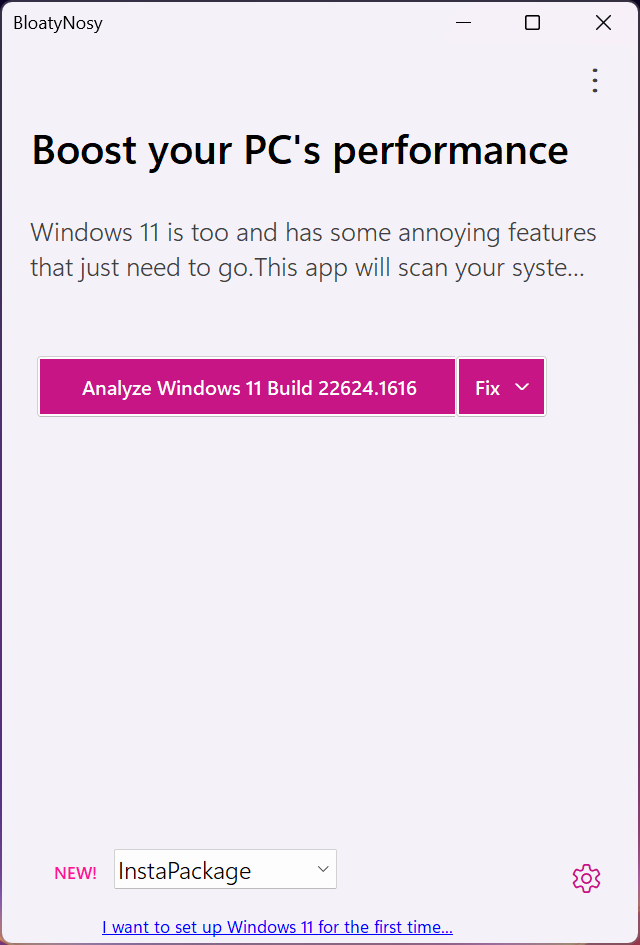 BloatyNosy
Boost your PC's performance
Windows 11 is too and has some annoying features
that just need to go.This app will scan your syste...
Analyze Windows 11 Build 22624.1616
Fix
NEW!
InstaPackage
I want to set up Windows 11 for the first time...